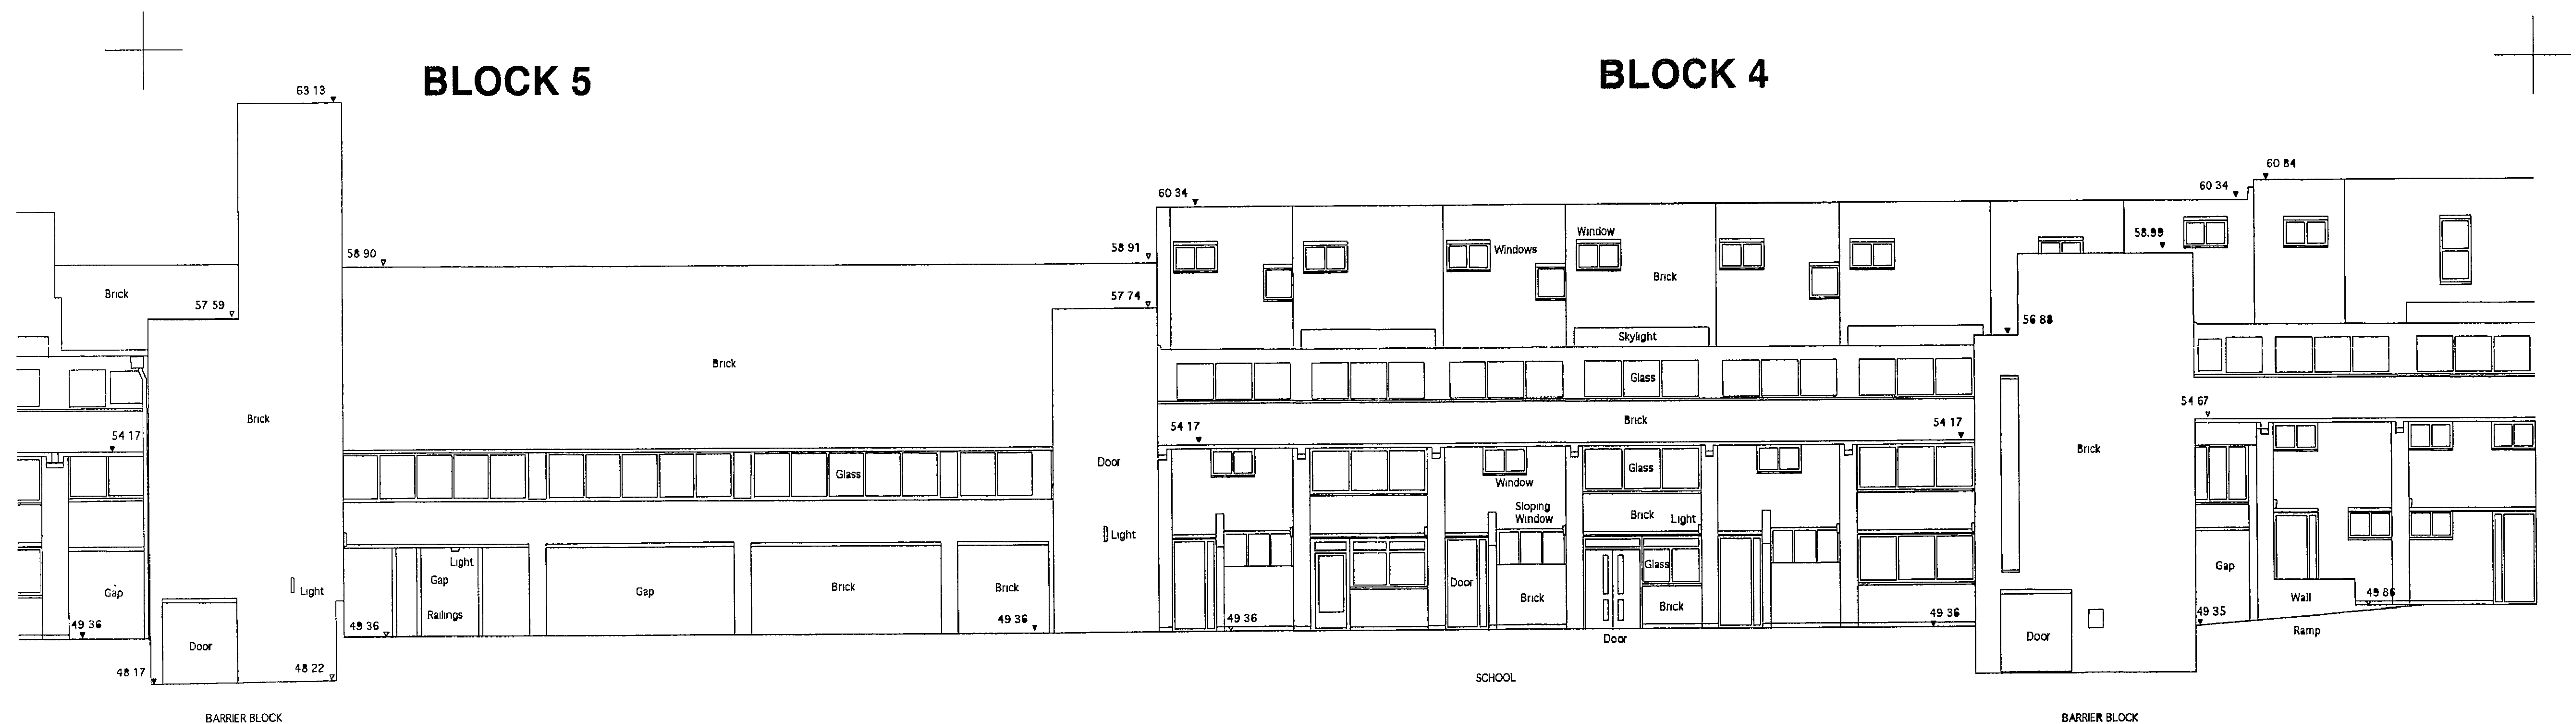 BLOCK 5
BLOCK 4
63 13
60 84
60 34
60 34
58 90
58 91
Windows
Window
58.99
Brick
Brick
57 59
57 74
56 88
Skylight
Brick
Glass
Brick
Brick
54 17
54 17
54 17
54 67
Door
Brick
Glass
Window
Glass
Sloping
Window
Brick
Light
Light
Light
Gap
Railings
Gap
Brick
Brick
Gap
Light
Door
Glass
Brick
Brick
Gap
Wall
49 86
49 36
49 36
49 36
49 36
49 36
49 35
Ramp
Door
Door
Door
48 17
48 22
SCHOOL
BARRIER BLOCK
BARRIER BLOCK